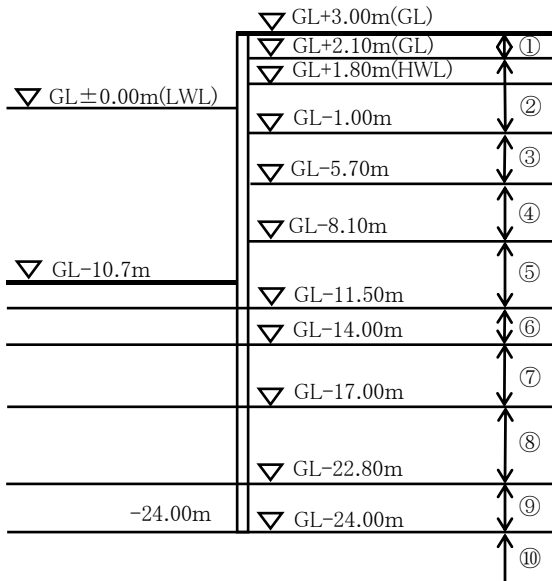 GL+3.00m(GL)
GL+2.10m(GL)
①
GL+1.80m(HWL)
GL±0.00m(LWL)
②
GL-1.00m
③
GL-5.70m
④
GL-8.10m
⑤
GL-10.7m
GL-11.50m
⑥
GL-14.00m
⑦
GL-17.00m
⑧
GL-22.80m
⑨
-24.00m
GL-24.00m
⑩